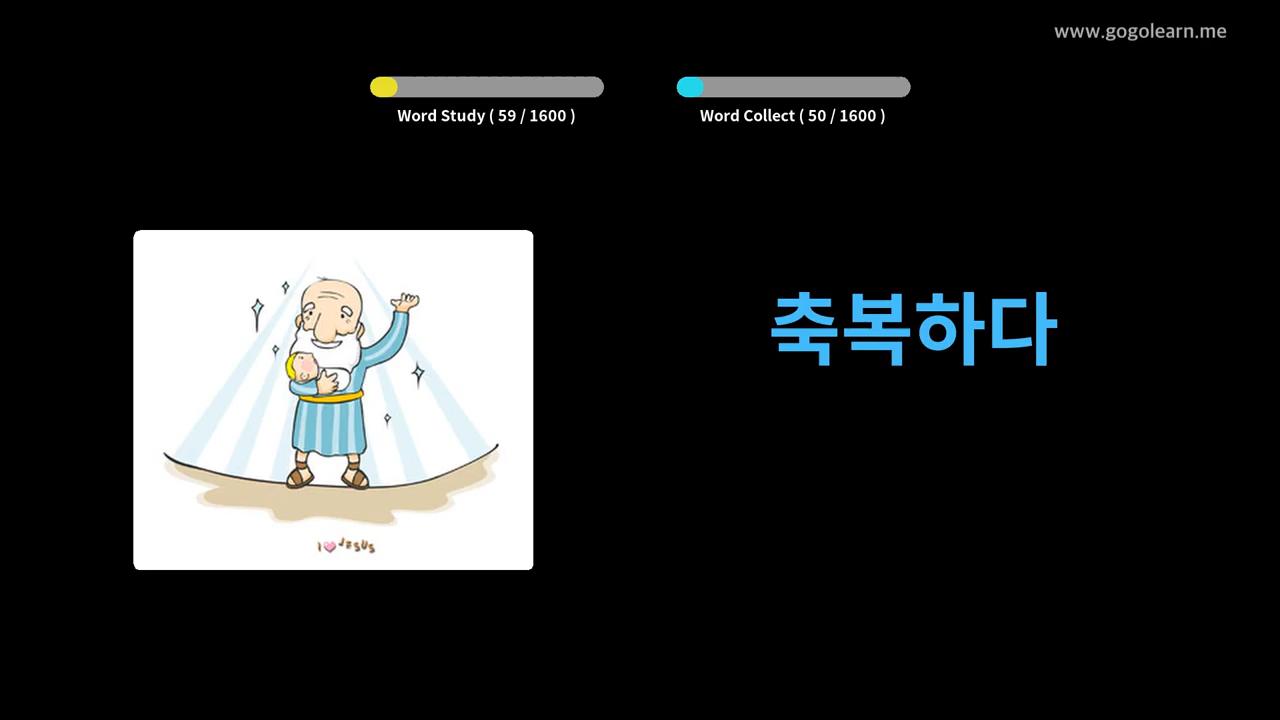 www.gogolearn.me
Word Study ( 59 / 1600 )
Word Collect ( 50 / 1600 )
축복하다
I ♥ JESUS